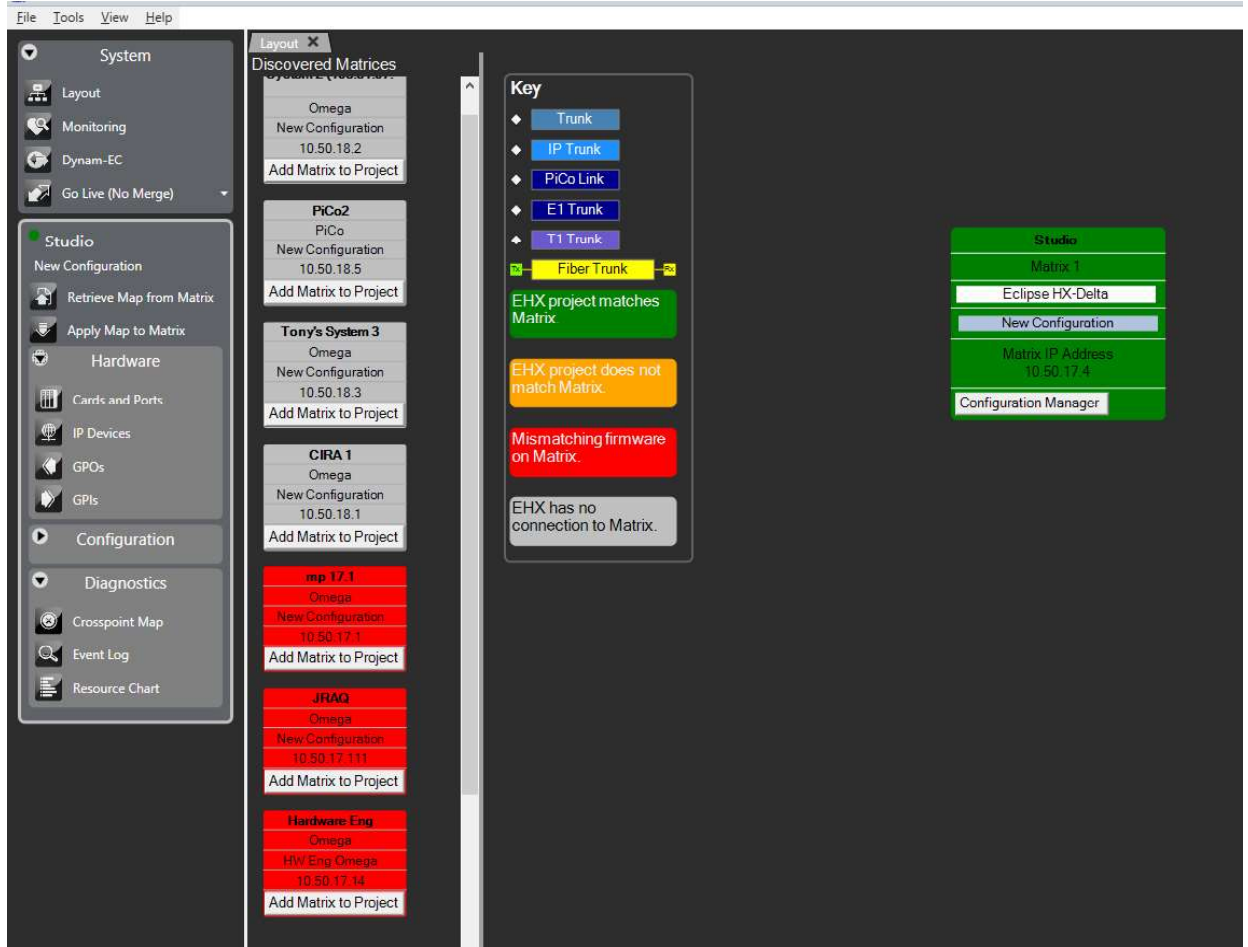 File Tools View Help
System
Layout
Monitoring
Dynam-EC
Go Live (No Merge)
Studio
New Configuration
Retrieve Map from Matrix
Apply Map to Matrix
Hardware
Cards and Ports
IP Devices
GPOs
GPIs
Configuration
Diagnostics
Crosspoint Map
Event Log
Resource Chart
Layout
Discovered Matrices
Omega
New Configuration
10.50.18.2
Add Matrix to Project
PiCo2
PiCo
New Configuration
10.50.18.5
Add Matrix to Project
Tony's System 3
Omega
New Configuration
10.50.18.3
Add Matrix to Project
CIRA 1
Omega
New Configuration
10.50.18.1
Add Matrix to Project
mp 17.1
Omega
New Configuration
10.50.17.1
Add Matrix to Project
JRAQ
Omega
New Configuration
10.50.17.111
Add Matrix to Project
Hardware Eng
Omega
HW Eng Omega
10.50.17.14
Add Matrix to Project
Key
Trunk
IP Trunk
PiCo Link
E1 Trunk
T1 Trunk
Tx Fiber Trunk Rx
EHX project matches
Matrix.
EHX project does not
match Matrix.
Mismatching firmware
on Matrix.
EHX has no
connection to Matrix.
Studio
Matrix 1
Eclipse HX-Delta
New Configuration
Matrix IP Address
10.50.17.4
Configuration Manager